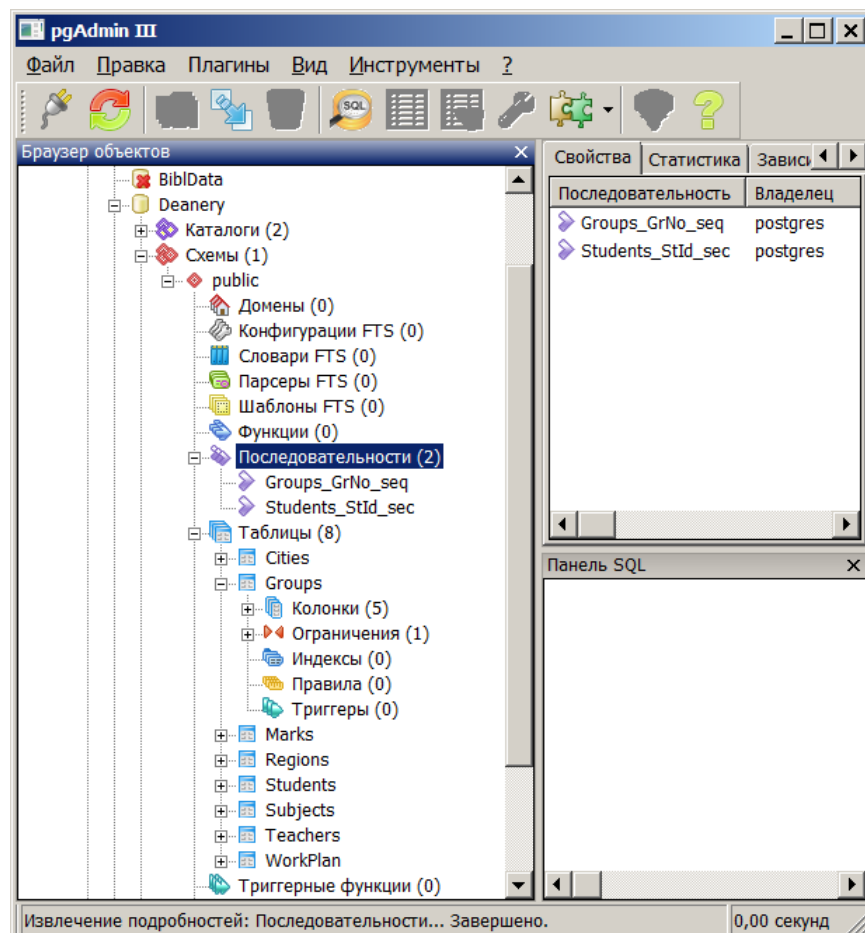 pgAdmin III
Файл Правка Плагины Вид Инструменты ?
SQL
Браузер объектов
BiblData
Deanery
Каталоги (2)
Схемы (1)
public
Домены (0)
Конфигурации FTS (0)
Словари FTS (0)
Парсеры FTS (0)
Шаблоны FTS (0)
Функции (0)
Последовательности (2)
Groups_GrNo_seq
Students_StId_sec
Таблицы (8)
Cities
Groups
Колонки (5)
Ограничения (1)
Индексы (0)
Правила (0)
Триггеры (0)
Marks
Regions
Students
Subjects
Teachers
WorkPlan
Триггерные функции (0)
Свойства Статистика Зависи
Последовательность Владелец
Groups_GrNo_seq postgres
Students_StId_sec postgres
Панель SQL
Извлечение подробностей: Последовательности... Завершено. 0,00 секунд